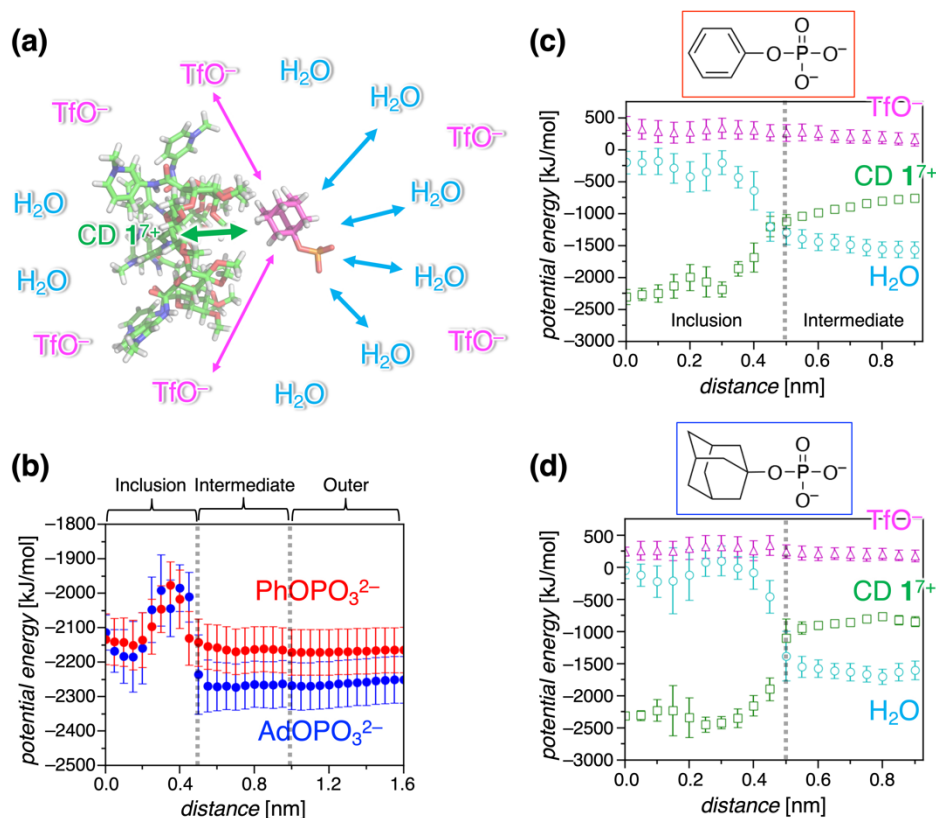 (a)
TfO⁻
H₂O
H₂O
TfO⁻
TfO⁻
H₂O
H₂O
CD 1⁷⁺
H₂O
H₂O
TfO⁻
H₂O
TfO⁻
TfO⁻
H₂O
(b)
Inclusion Intermediate Outer
potential energy [kJ/mol]
−1800
−1900
−2000
−2100
−2200
−2300
−2400
−2500
PhOPO₃²⁻
AdOPO₃²⁻
0.0 0.4 0.8 1.2 1.6
distance [nm]
(c)
O
O P O⁻
O⁻
potential energy [kJ/mol]
500
0
−500
−1000
−1500
−2000
−2500
−3000
TfO⁻
CD 1⁷⁺
H₂O
Inclusion Intermediate
0.0 0.2 0.4 0.6 0.8
distance [nm]
(d)
O
O P O⁻
O⁻
potential energy [kJ/mol]
500
0
−500
−1000
−1500
−2000
−2500
−3000
TfO⁻
CD 1⁷⁺
H₂O
0.0 0.2 0.4 0.6 0.8
distance [nm]